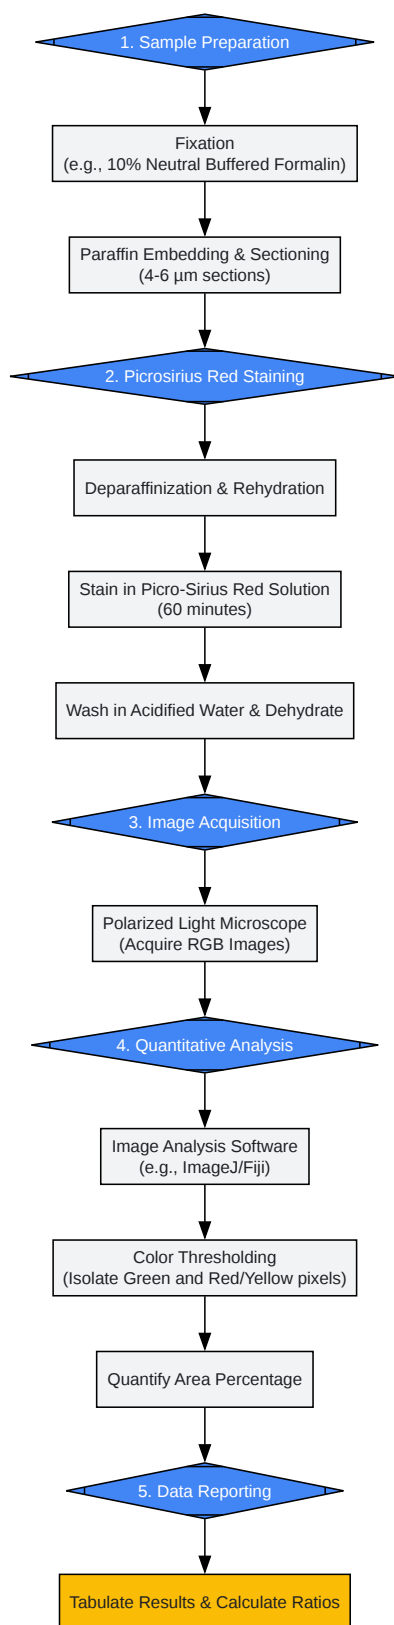 1. Sample Preparation
Fixation
(e.g., 10% Neutral Buffered Formalin)
Paraffin Embedding & Sectioning
(4-6 µm sections)
2. Picrosirius Red Staining
Deparaffinization & Rehydration
Stain in Picro-Sirius Red Solution
(60 minutes)
Wash in Acidified Water & Dehydrate
3. Image Acquisition
Polarized Light Microscope
(Acquire RGB Images)
4. Quantitative Analysis
Image Analysis Software
(e.g., ImageJ/Fiji)
Color Thresholding
(Isolate Green and Red/Yellow pixels)
Quantify Area Percentage
5. Data Reporting
Tabulate Results & Calculate Ratios